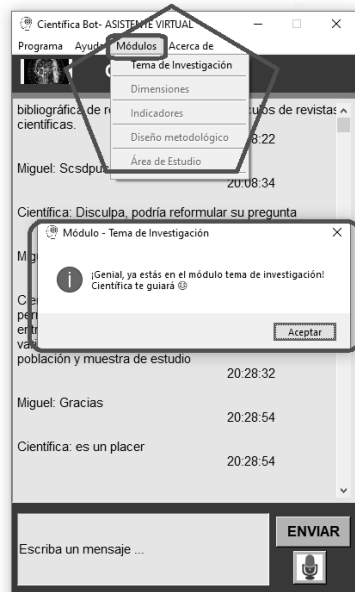 Científica Bot- ASISTENTE VIRTUAL
Programa Ayuda Módulos Acerca de
Tema de Investigación
Dimensiones
Indicadores
Diseño metodológico
Área de Estudio
bibliográfica de
de revistas
científicas.
8:22
Miguel:
20:08:34
Científica: Disculpa, podría reformular su pregunta
Módulo - Tema de Investigación
¡Genial, ya estás en el módulo tema de investigación!
Científica te guiará 😄
Aceptar
población y muestra de estudio
20:28:32
Miguel: Gracias
20:28:54
Científica: es un placer
20:28:54
Escriba un mensaje ...
ENVIAR